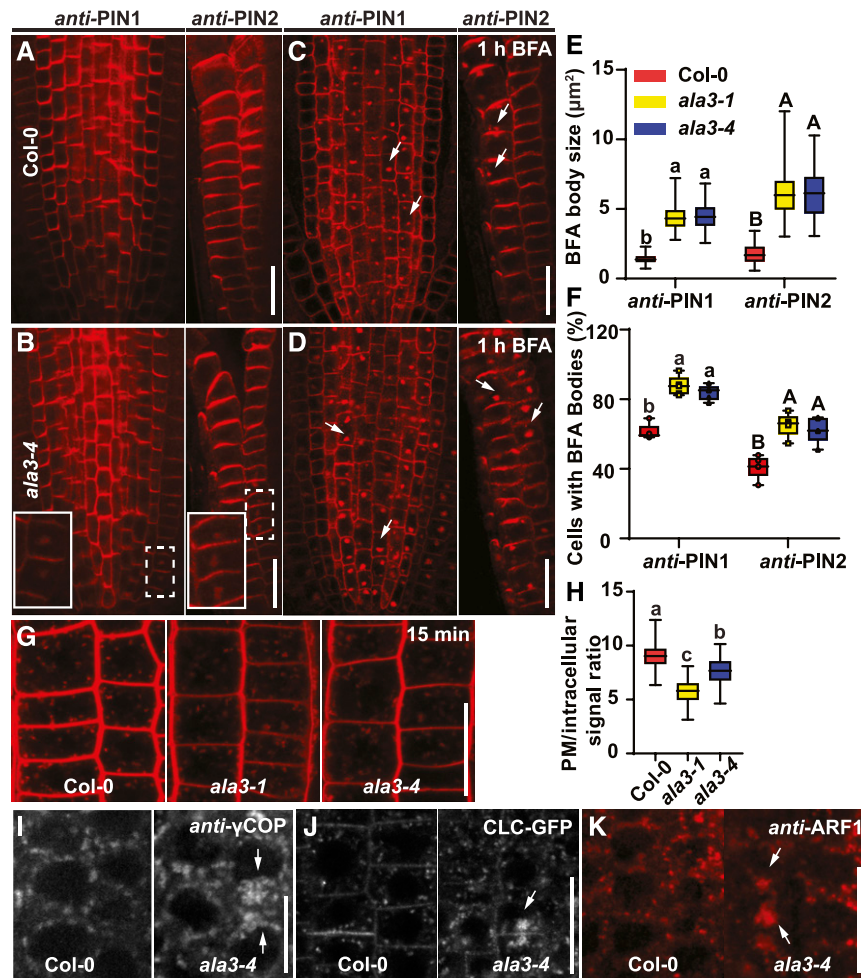 anti-PIN1 anti-PIN2 anti-PIN1 anti-PIN2
A
Col-0
C
1 h BFA
B
ala3-4
D
1 h BFA
E
Col-0
ala3-1
ala3-4
BFA body size (μm²)
15
10
5
0
b a a B A A
anti-PIN1 anti-PIN2
F
Cells with BFA Bodies (%)
120
80
40
0
b a a B A A
anti-PIN1 anti-PIN2
G
15 min
Col-0 ala3-1 ala3-4
H
PM/intracellular
signal ratio
15
10
5
0
a c b
Col-0 ala3-1 ala3-4
I
anti-γCOP
Col-0 ala3-4
J
CLC-GFP
Col-0 ala3-4
K
anti-ARF1
Col-0 ala3-4